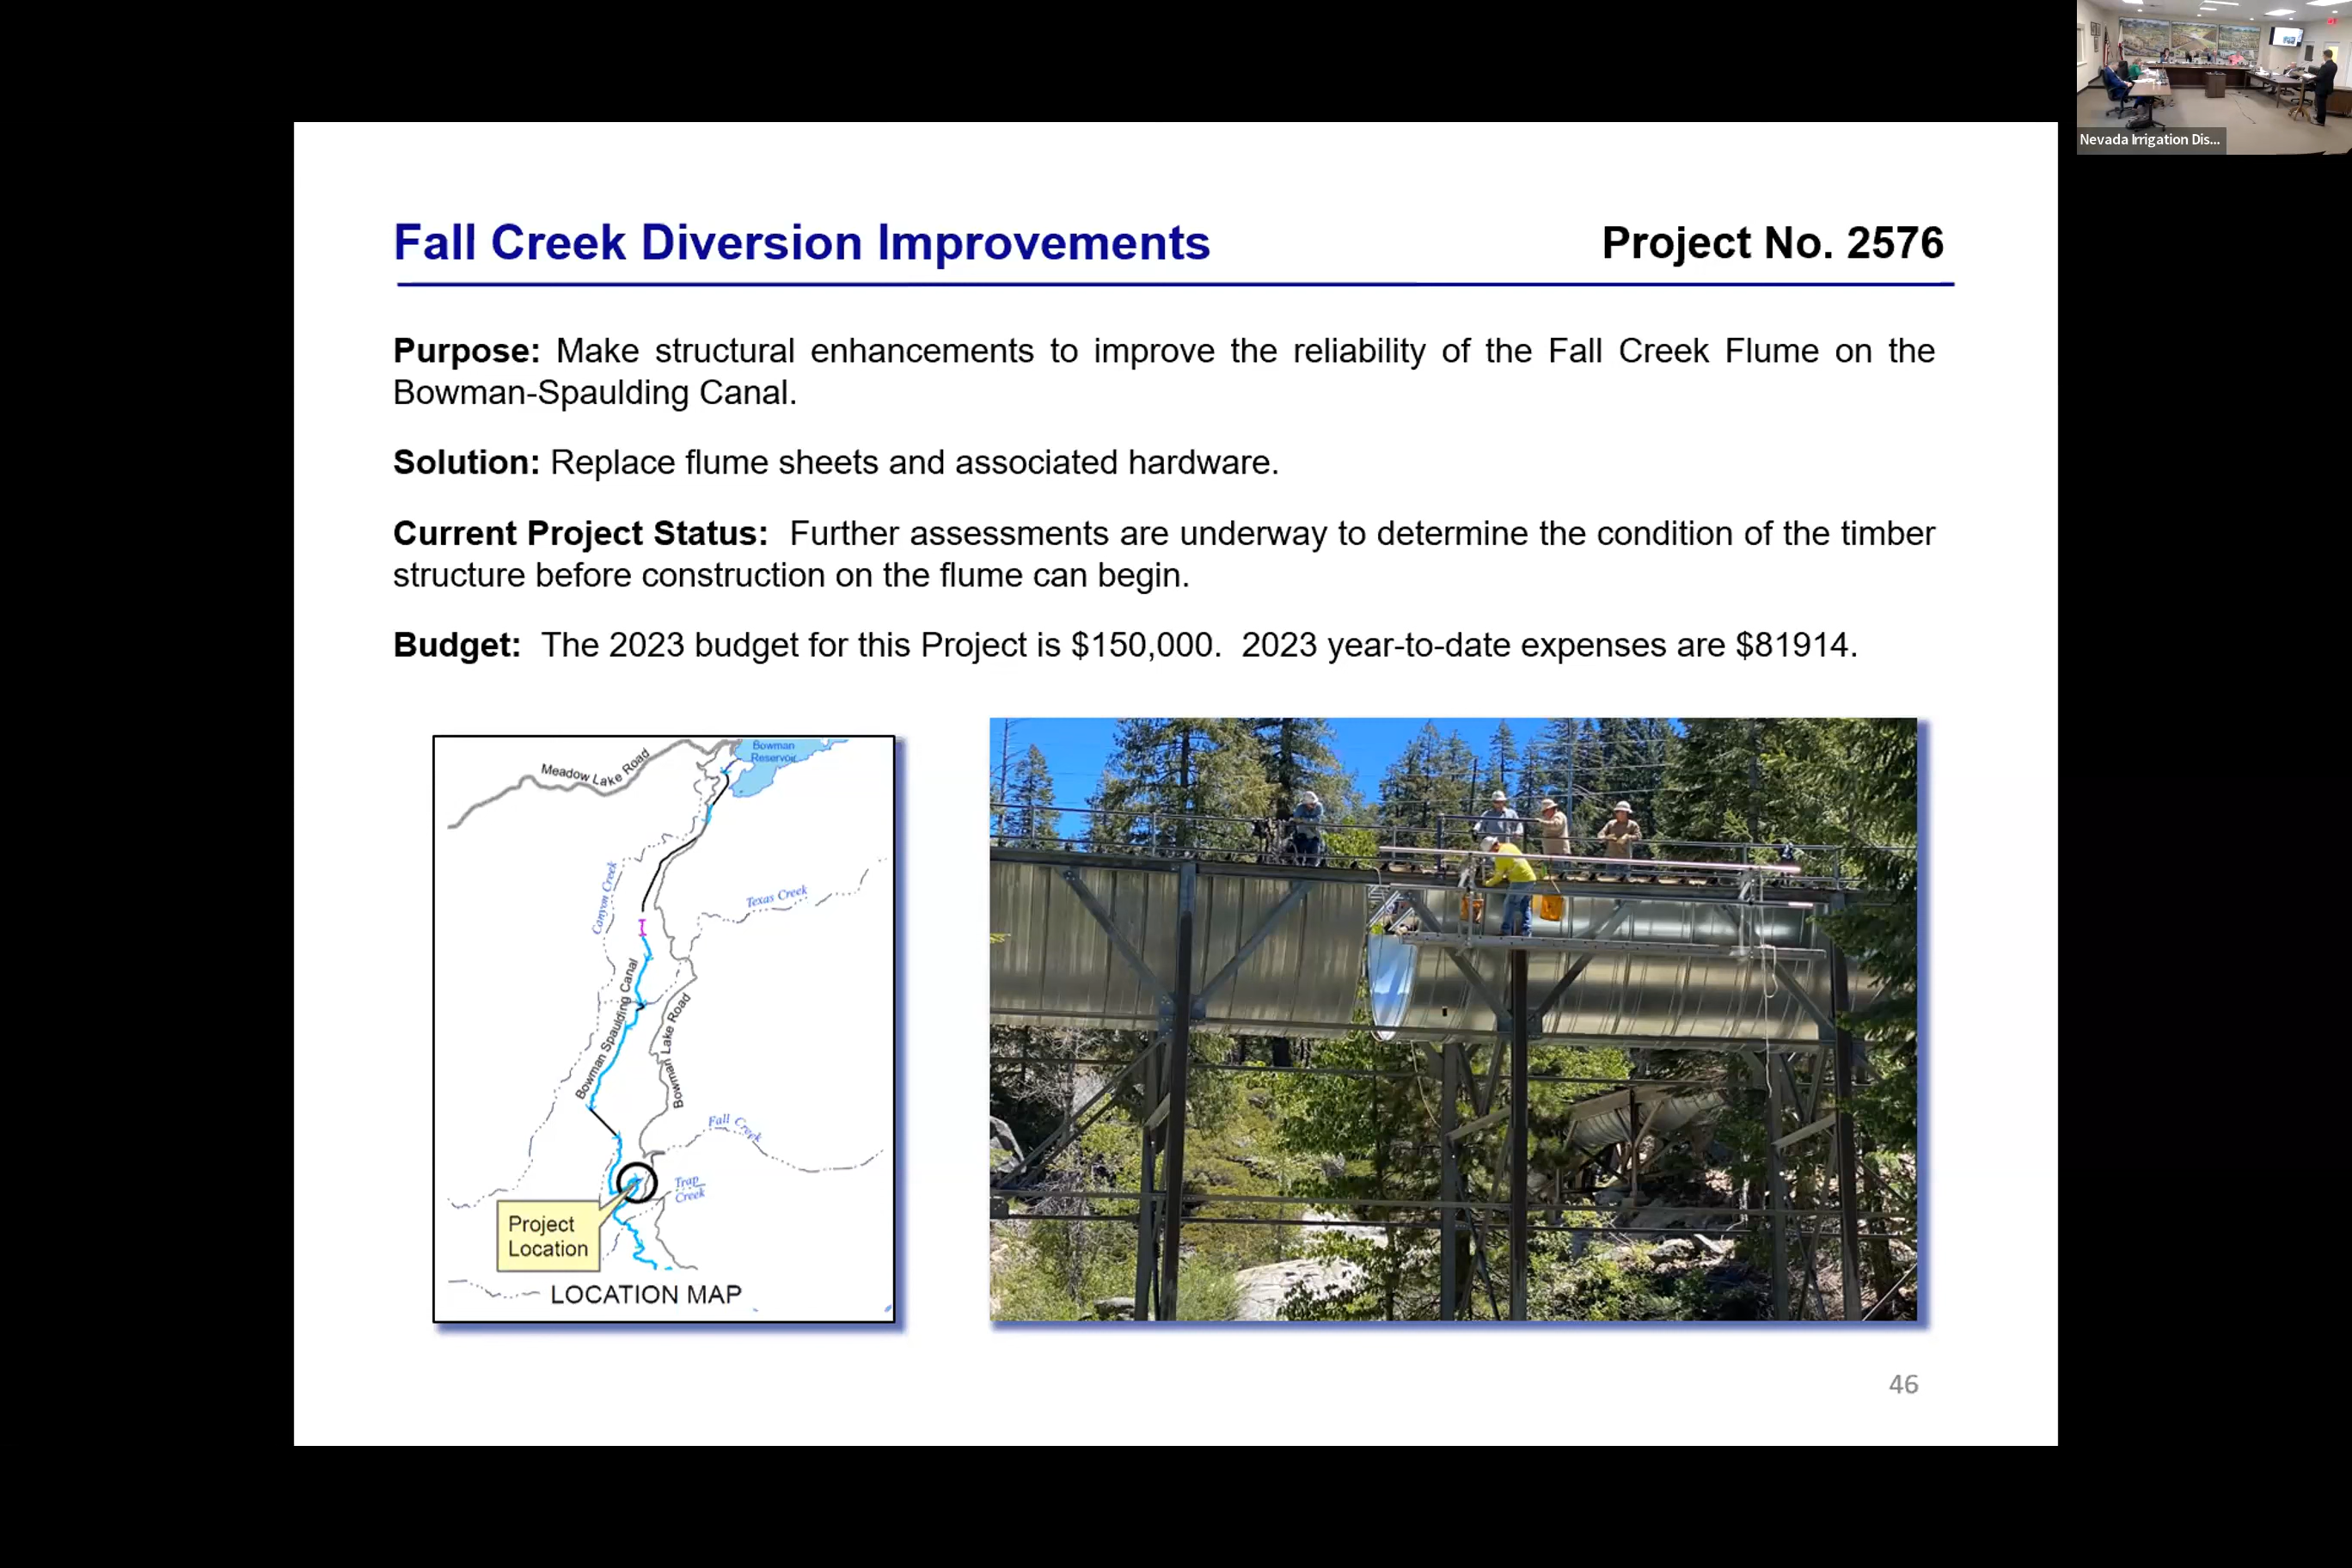 Nevada Irrigation Dis...
Fall Creek Diversion Improvements
Project No. 2576
Purpose: Make structural enhancements to improve the reliability of the Fall Creek Flume on the
Bowman-Spaulding Canal.
Solution: Replace flume sheets and associated hardware.
Current Project Status: Further assessments are underway to determine the condition of the timber
structure before construction on the flume can begin.
Budget: The 2023 budget for this Project is $150,000. 2023 year-to-date expenses are $81914.
Bowman
Reservoir
Meadow Lake Road
Canyon Creek
Texas Creek
Bowman Spaulding Canal
Bowman Lake Road
Fall Creek
Trap
Creek
Project
Location
LOCATION MAP
46